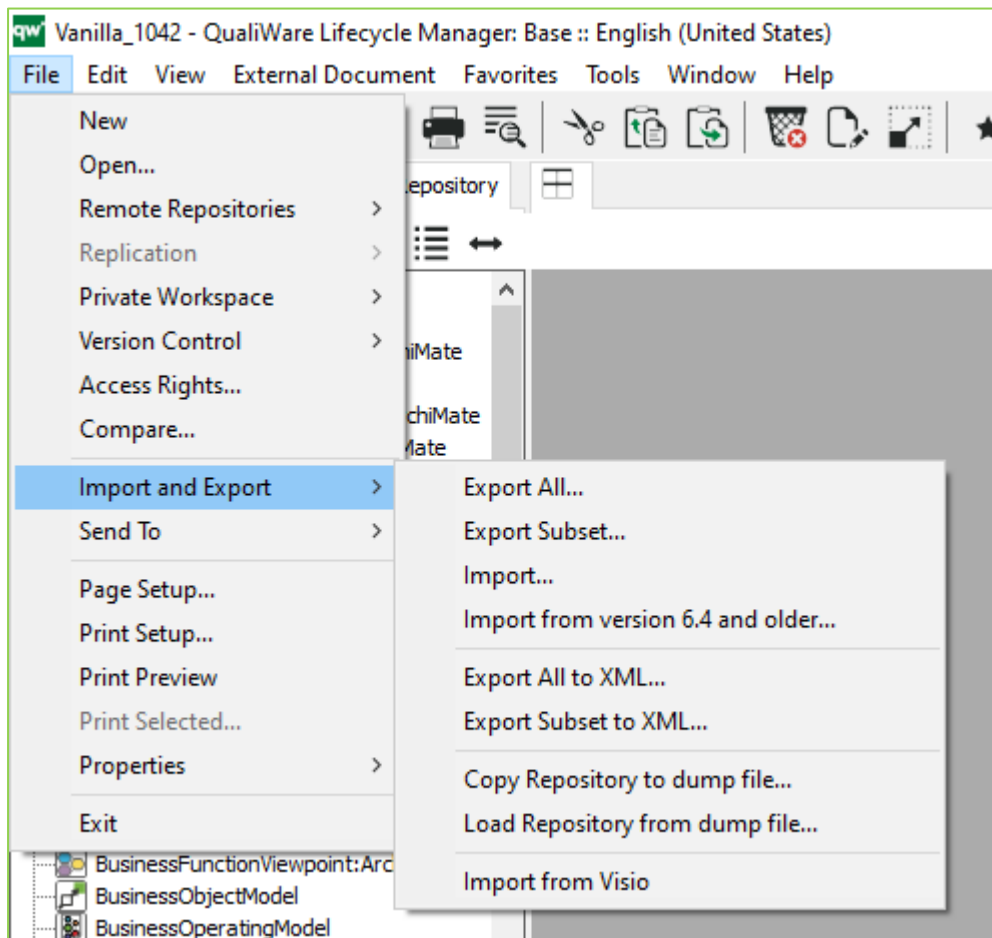 qw Vanilla_1042 - QualiWare Lifecycle Manager: Base :: English (United States)
File Edit View External Document Favorites Tools Window Help
New
Open...
Remote Repositories
Replication
Private Workspace
Version Control
Access Rights...
Compare...
Import and Export
Send To
Page Setup...
Print Setup...
Print Preview
Print Selected...
Properties
Exit
epository
iMate
chiMate
Mate
Export All...
Export Subset...
Import...
Import from version 6.4 and older...
Export All to XML...
Export Subset to XML...
Copy Repository to dump file...
Load Repository from dump file...
Import from Visio
BusinessFunctionViewpoint:Arc
BusinessObjectModel
BusinessOperatingModel